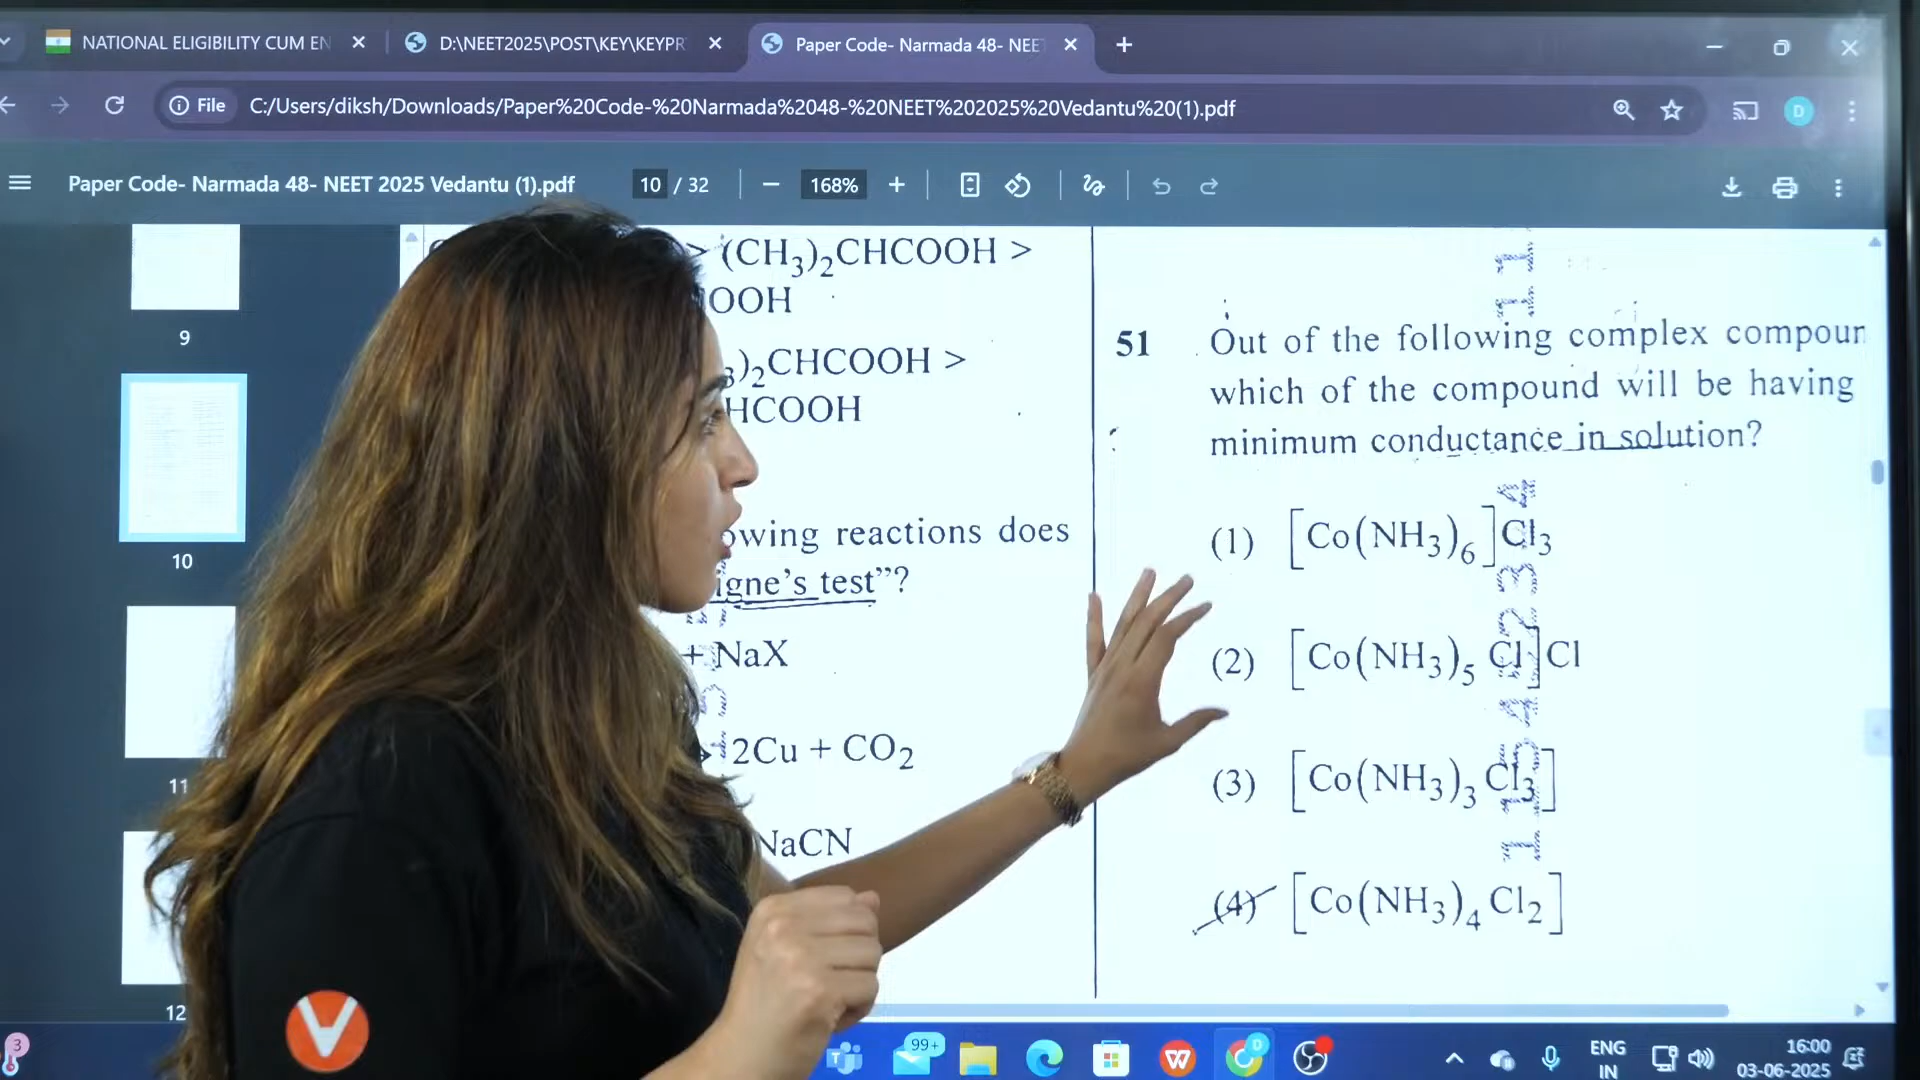 NATIONAL ELIGIBILITY CUM EN
D:\NEET2025\POST\KEY\KEYPR
Paper Code- Narmada 48- NEE
File
C:/Users/diksh/Downloads/Paper%20Code-%20Narmada%2048-%20NEET%202025%20Vedantu%20(1).pdf
D
Paper Code- Narmada 48- NEET 2025 Vedantu (1).pdf
10 / 32
168%
9
10
11
12
> (CH3)2CHCOOH >
OOH
3)2CHCOOH >
HCOOH
owing reactions does
igne's test"?
+ NaX
2Cu + CO2
NaCN
51 Out of the following complex compoun
which of the compound will be having
minimum conductance in solution?
(1) [Co(NH3)6]Cl3
(2) [Co(NH3)5 Cl]Cl
(3) [Co(NH3)3 Cl3]
(4) [Co(NH3)4 Cl2]
V
3
99+
D
ENG
IN
16:00
03-06-2025